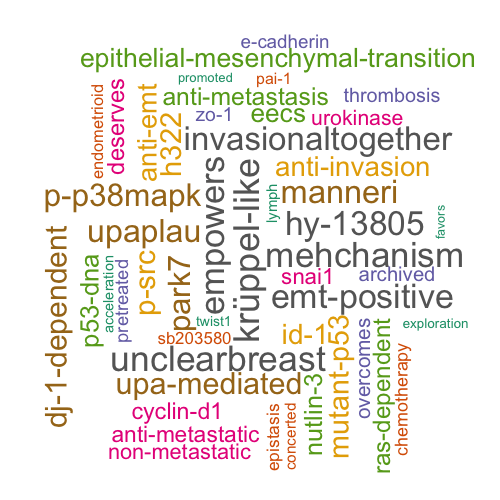 e-cadherin
epithelial-mesenchymal-transition
promoted
pai-1
anti-metastasis
thrombosis
endometrioid
deserves
anti-emt
h322
zo-1
eecs
urokinase
invasionaltogether
empowers
krüppel-like
anti-invasion
p-p38mapk
manneri
lymph
upaplau
hy-13805
favors
mehchanism
dj-1-dependent
p53-dna
acceleration
pretreated
p-src
park7
snai1
archived
emt-positive
twist1
sb203580
id-1
mutant-p53
exploration
unclearbreast
overcomes
ras-dependent
chemotherapy
upa-mediated
nutlin-3
cyclin-d1
epistasis
concerted
anti-metastatic
non-metastatic